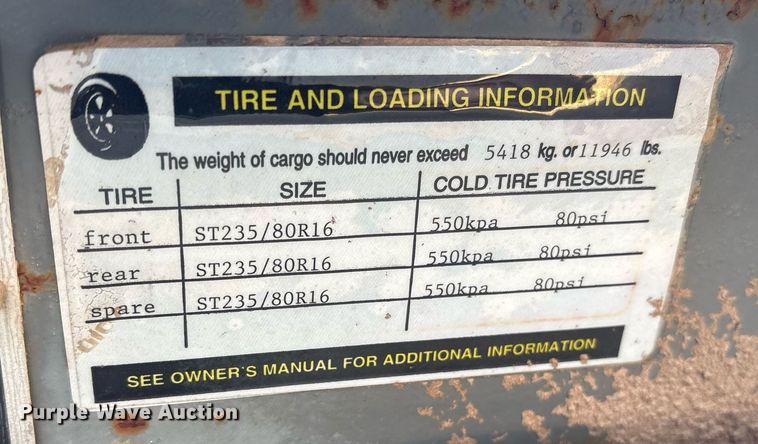 TIRE AND LOADING INFORMATION
The weight of cargo should never exceed 5418 kg. or 11946 lbs.
TIRE SIZE COLD TIRE PRESSURE
front ST235/80R16 550kpa 80psi
rear ST235/80R16 550kpa 80psi
spare ST235/80R16 550kpa 80psi
SEE OWNER'S MANUAL FOR ADDITIONAL INFORMATION
Purple Wave Auction